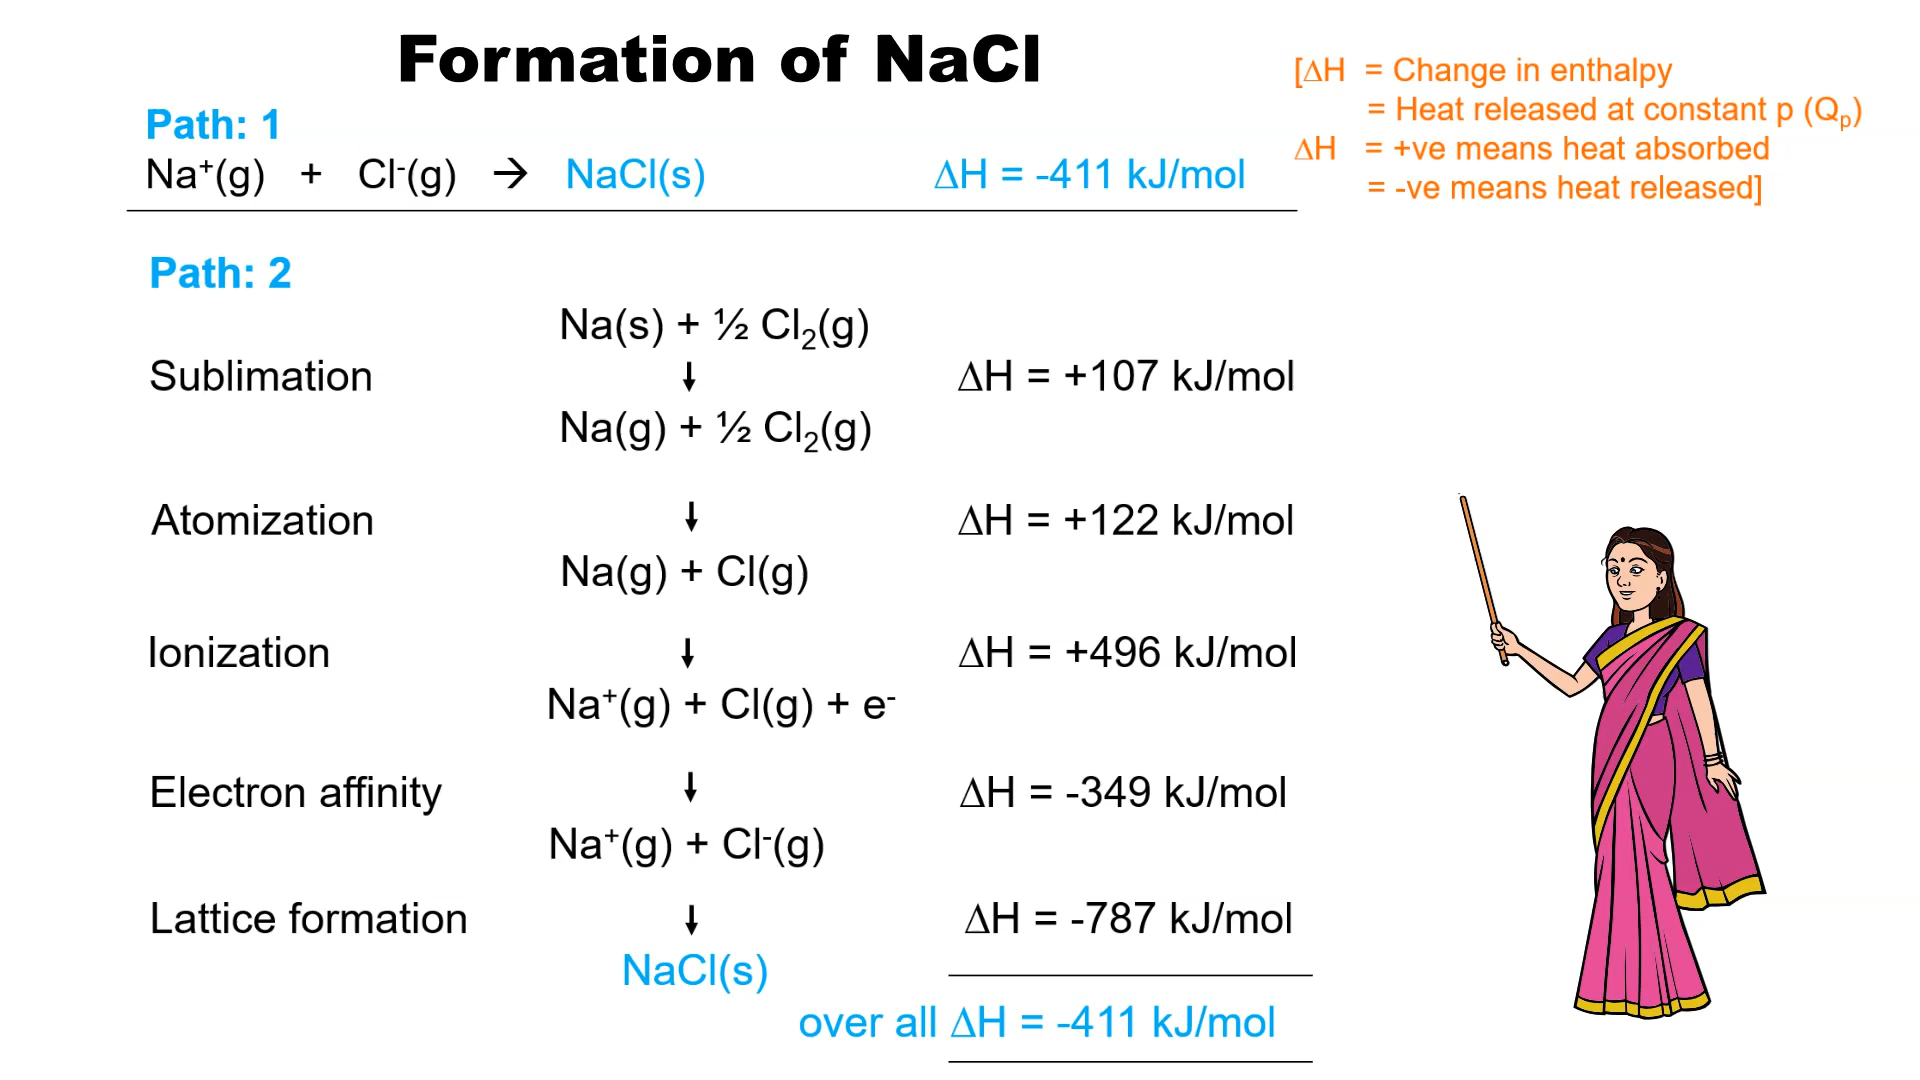 Formation of NaCl
[ΔH = Change in enthalpy
= Heat released at constant p (Qₚ)
ΔH = +ve means heat absorbed
= -ve means heat released]
Path: 1
Na⁺(g) + Cl⁻(g) → NaCl(s) ΔH = -411 kJ/mol
Path: 2
Na(s) + ½ Cl₂(g)
Sublimation ↓ ΔH = +107 kJ/mol
Na(g) + ½ Cl₂(g)
Atomization ↓ ΔH = +122 kJ/mol
Na(g) + Cl(g)
Ionization ↓ ΔH = +496 kJ/mol
Na⁺(g) + Cl(g) + e⁻
Electron affinity ↓ ΔH = -349 kJ/mol
Na⁺(g) + Cl⁻(g)
Lattice formation ↓ ΔH = -787 kJ/mol
NaCl(s)
over all ΔH = -411 kJ/mol